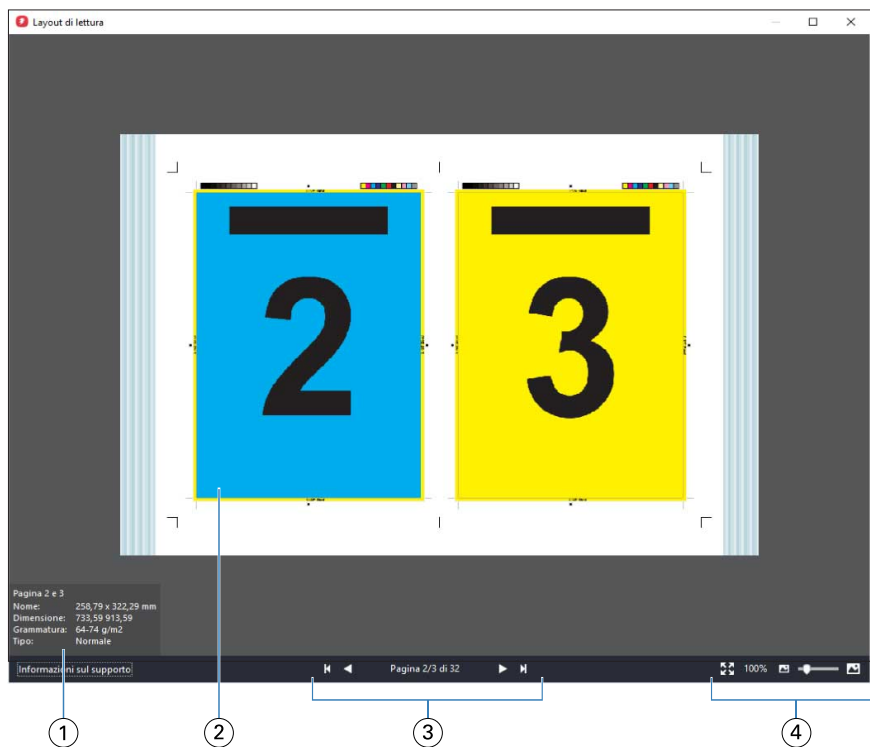 Layout di lettura
2 3
Pagina 2 e 3
Nome: 258,79 x 322,29 mm
Dimensione: 733,59 913,59
Grammatura: 64-74 g/m2
Tipo: Normale
Informazioni sul supporto Pagina 2/3 di 32 100%
1 2 3 4